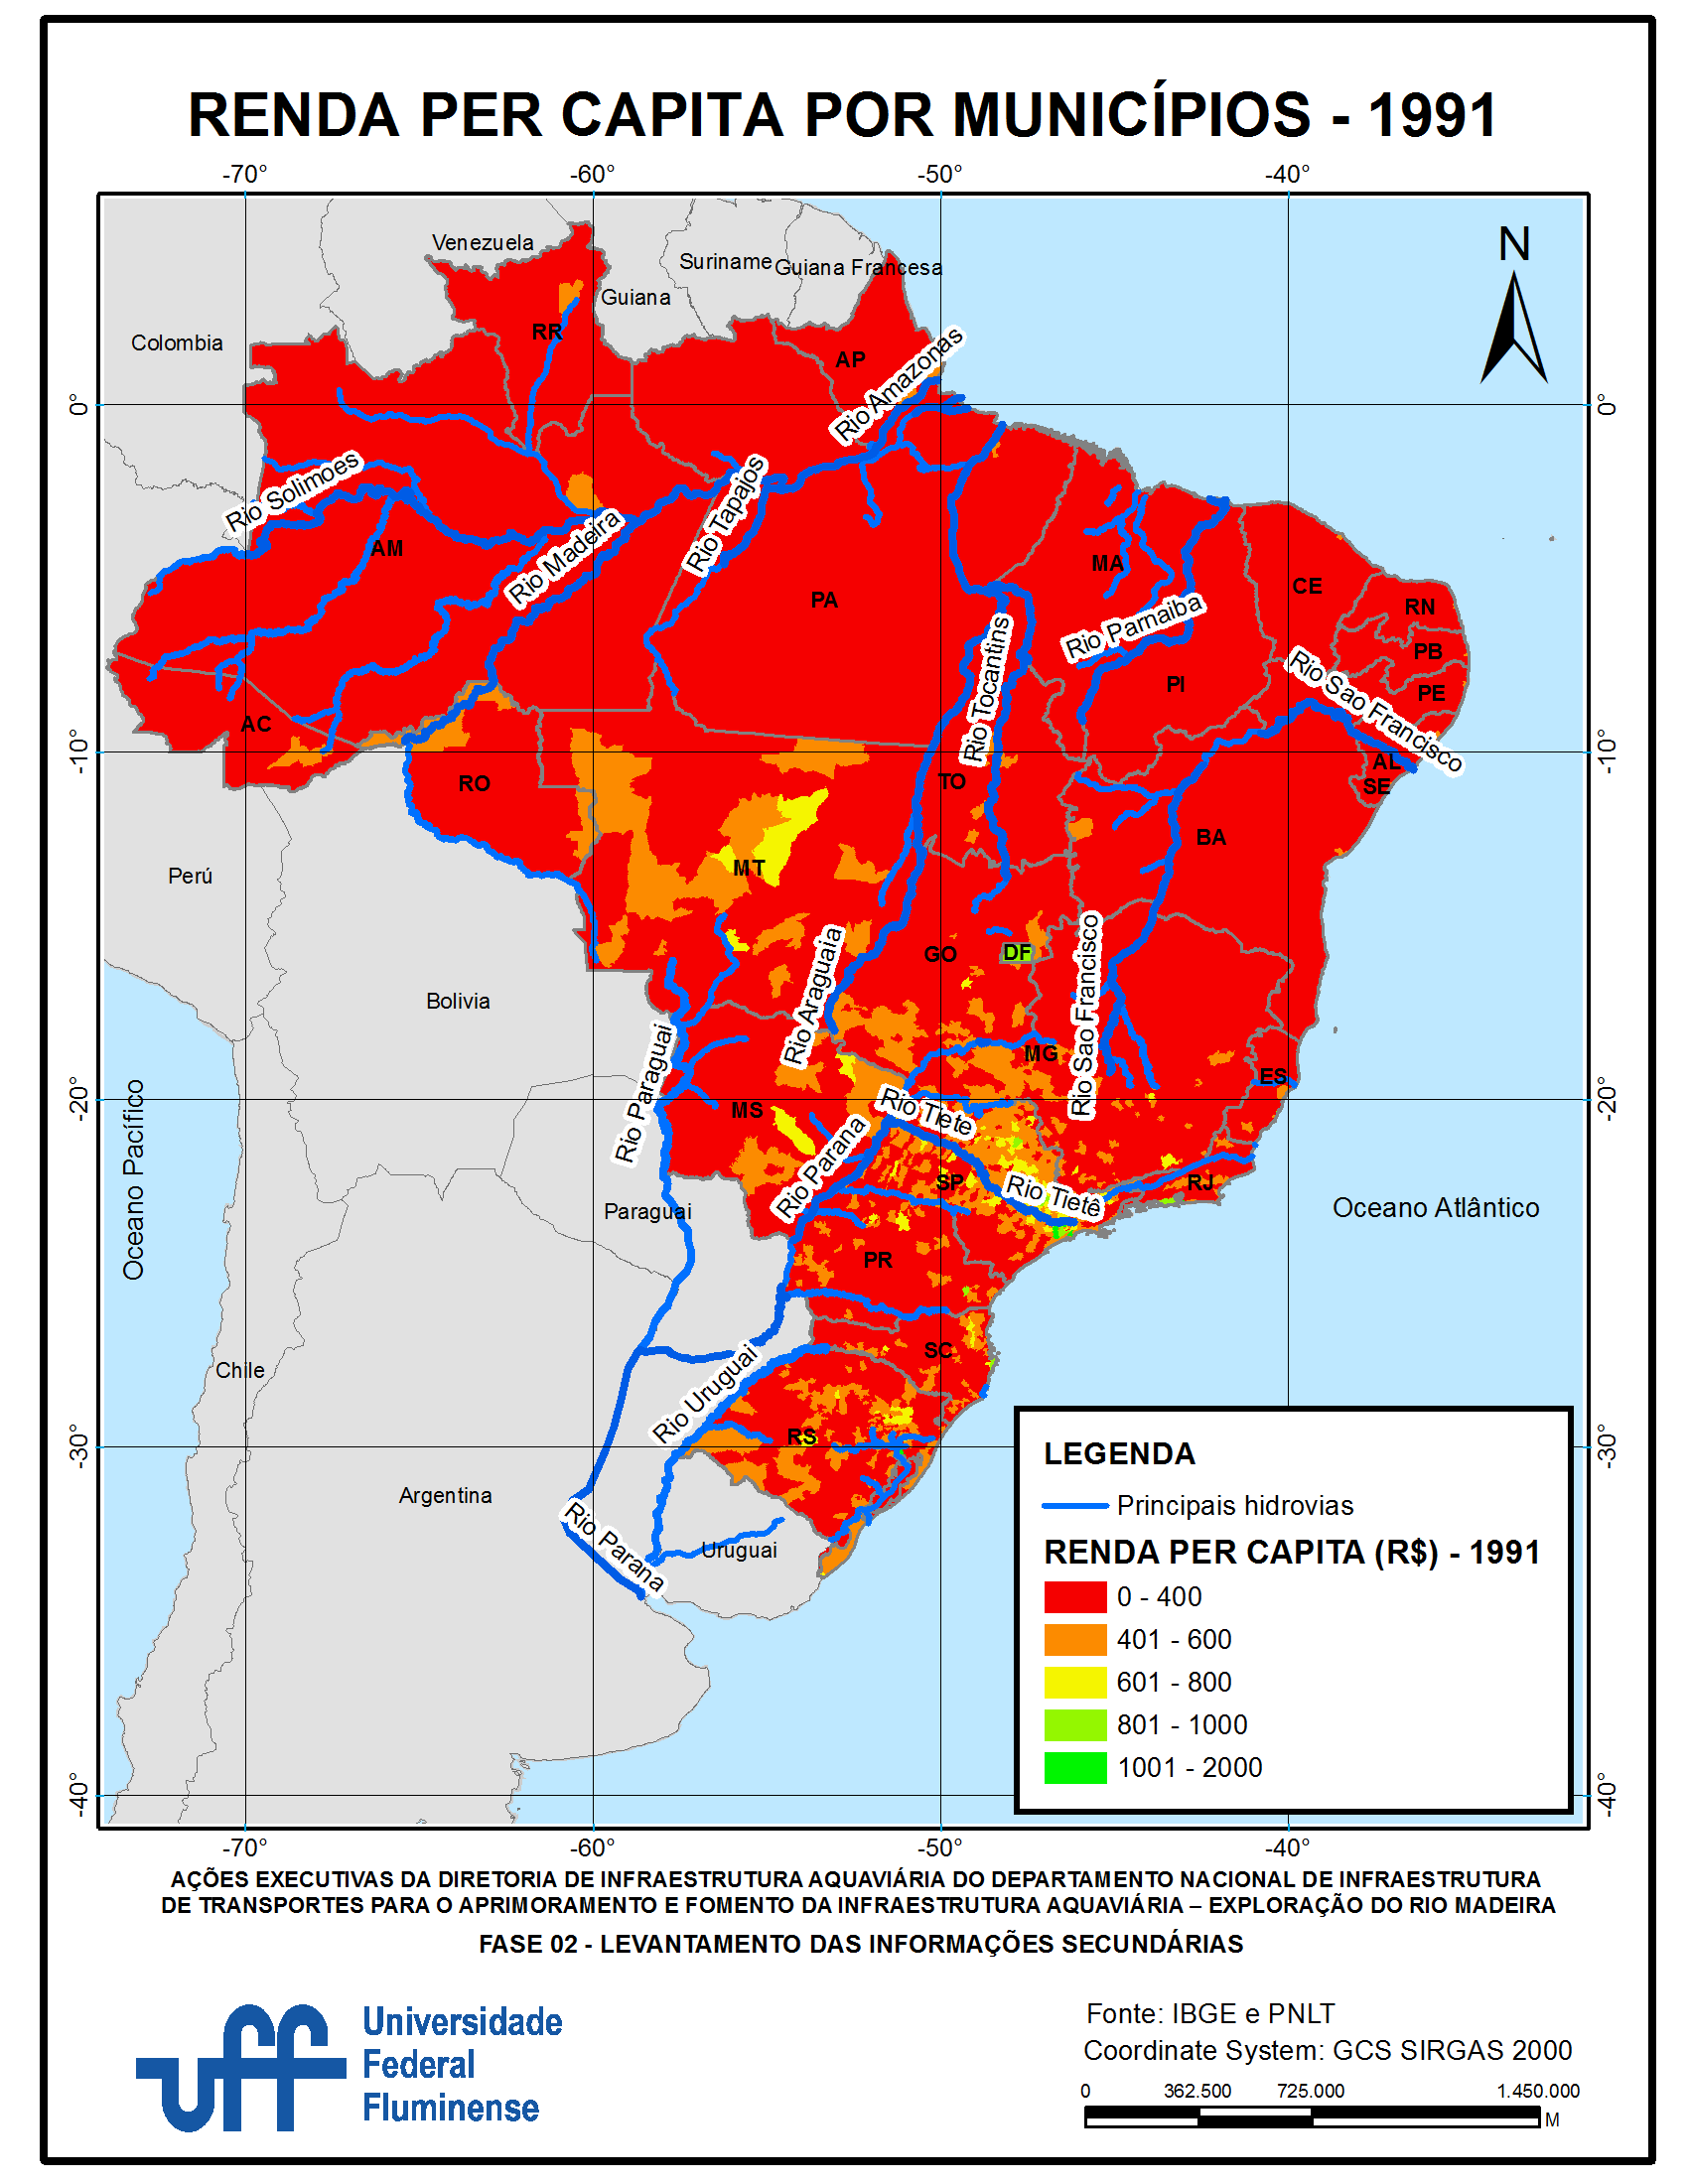 RENDA PER CAPITA POR MUNICÍPIOS - 1991
-70° -60° -50° -40°
Venezuela
Suriname
Guiana Francesa
Guiana
Colombia
RR
AP
Rio Amazonas
0° 0°
Rio Solimoes
Rio Tapajos
Rio Madeira
AM
PA
MA
CE
RN
Rio Parnaiba
PB
Rio Tocantins
PI
Rio Sao Francisco
PE
AC
-10° -10°
RO
TO
AL
SE
BA
MT
Perú
Rio Araguaia
GO
DF
Rio Sao Francisco
Bolivia
Rio Paraguai
MG
ES
-20° -20°
MS
Rio Tiete
Rio Parana
SP
Rio Tietê
RJ
Oceano Pacífico
Paraguai
Oceano Atlântico
PR
SC
Chile
Rio Uruguai
RS
-30° -30°
Argentina
Rio Parana
Uruguai
LEGENDA
Principais hidrovias
RENDA PER CAPITA (R$) - 1991
0 - 400
401 - 600
601 - 800
801 - 1000
1001 - 2000
-40° -40°
-70° -60° -50° -40°
AÇÕES EXECUTIVAS DA DIRETORIA DE INFRAESTRUTURA AQUAVIÁRIA DO DEPARTAMENTO NACIONAL DE INFRAESTRUTURA
DE TRANSPORTES PARA O APRIMORAMENTO E FOMENTO DA INFRAESTRUTURA AQUAVIÁRIA – EXPLORAÇÃO DO RIO MADEIRA
FASE 02 - LEVANTAMENTO DAS INFORMAÇÕES SECUNDÁRIAS
uff
Universidade
Federal
Fluminense
Fonte: IBGE e PNLT
Coordinate System: GCS SIRGAS 2000
0 362.500 725.000 1.450.000
M
N